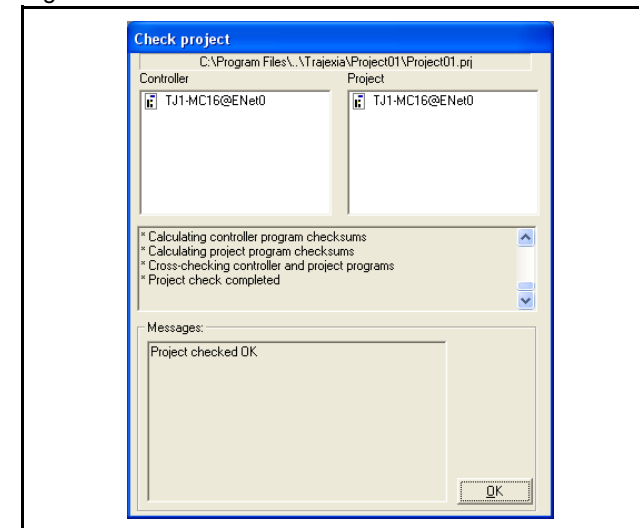 Check project
C:\Program Files\..\Trajexia\Project01\Project01.prj
Controller
Project
TJ1-MC16@ENet0
TJ1-MC16@ENet0
* Calculating controller program checksums
* Calculating project program checksums
* Cross-checking controller and project programs
* Project check completed
Messages:
Project checked OK
OK